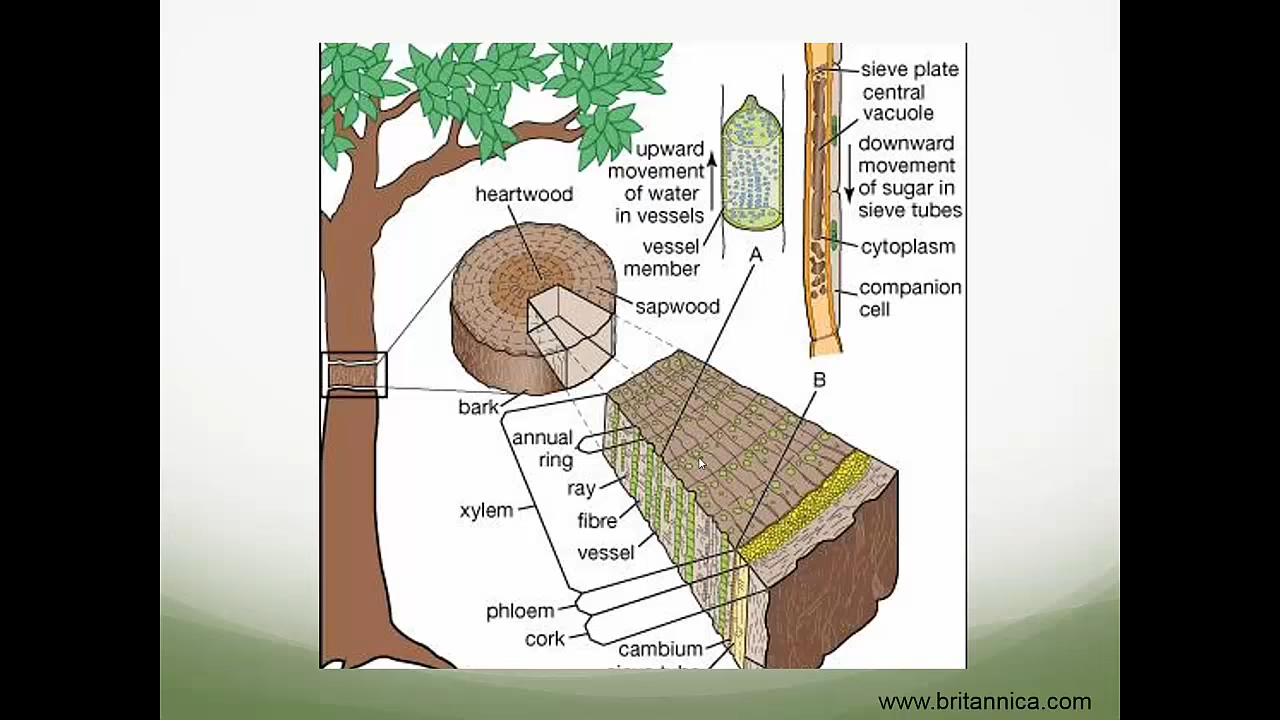 sieve plate
central
vacuole
downward
movement
of sugar in
sieve tubes
cytoplasm
companion
cell
upward
movement
of water
in vessels
vessel
member
A
B
heartwood
sapwood
bark
annual
ring
ray
fibre
vessel
xylem
phloem
cork
cambium
www.britannica.com